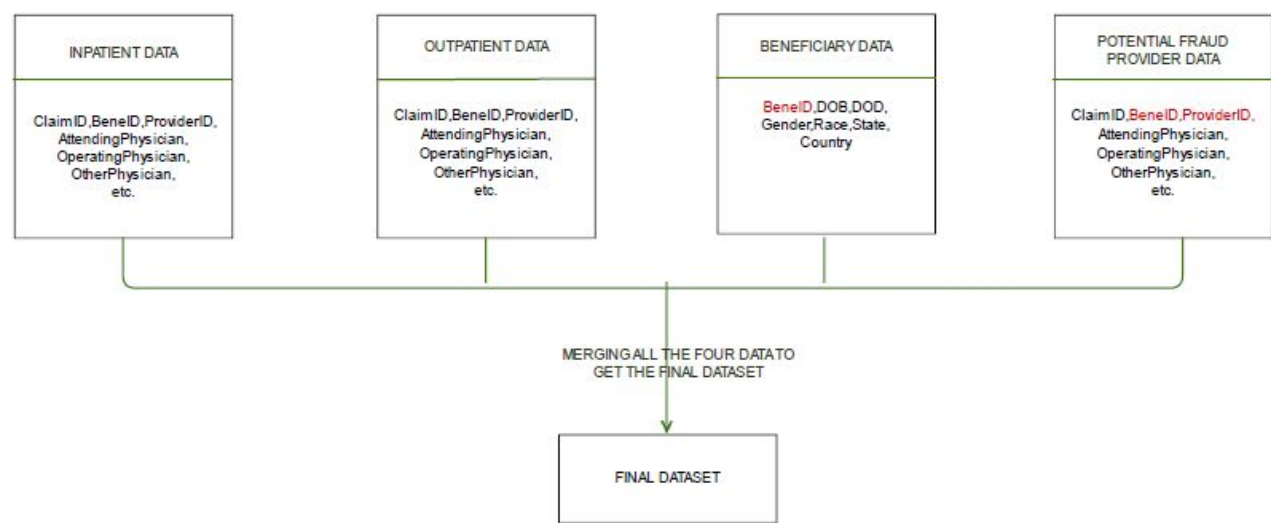 INPATIENT DATA
ClaimID,BeneID,ProviderID,
AttendingPhysician,
OperatingPhysician,
OtherPhysician,
etc.
OUTPATIENT DATA
ClaimID,BeneID,ProviderID,
AttendingPhysician,
OperatingPhysician,
OtherPhysician,
etc.
BENEFICIARY DATA
BeneID,DOB,DOD,
Gender,Race,State,
Country
POTENTIAL FRAUD
PROVIDER DATA
ClaimID,BeneID,ProviderID,
AttendingPhysician,
OperatingPhysician,
OtherPhysician,
etc.
MERGING ALL THE FOUR DATA TO
GET THE FINAL DATASET
FINAL DATASET